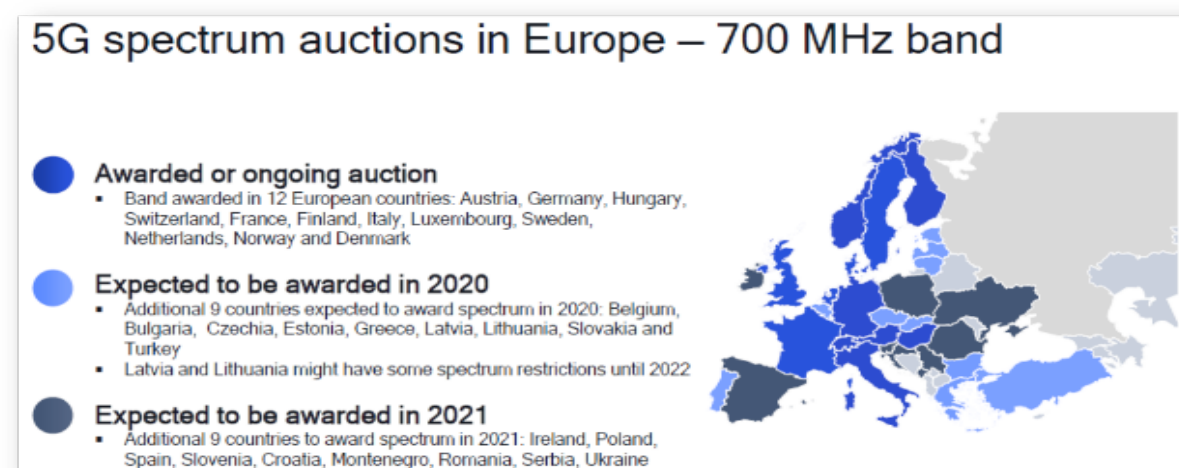 5G spectrum auctions in Europe – 700 MHz band
Awarded or ongoing auction
▪ Band awarded in 12 European countries: Austria, Germany, Hungary,
Switzerland, France, Finland, Italy, Luxembourg, Sweden,
Netherlands, Norway and Denmark
Expected to be awarded in 2020
▪ Additional 9 countries expected to award spectrum in 2020: Belgium,
Bulgaria, Czechia, Estonia, Greece, Latvia, Lithuania, Slovakia and
Turkey
▪ Latvia and Lithuania might have some spectrum restrictions until 2022
Expected to be awarded in 2021
▪ Additional 9 countries to award spectrum in 2021: Ireland, Poland,
Spain, Slovenia, Croatia, Montenegro, Romania, Serbia, Ukraine